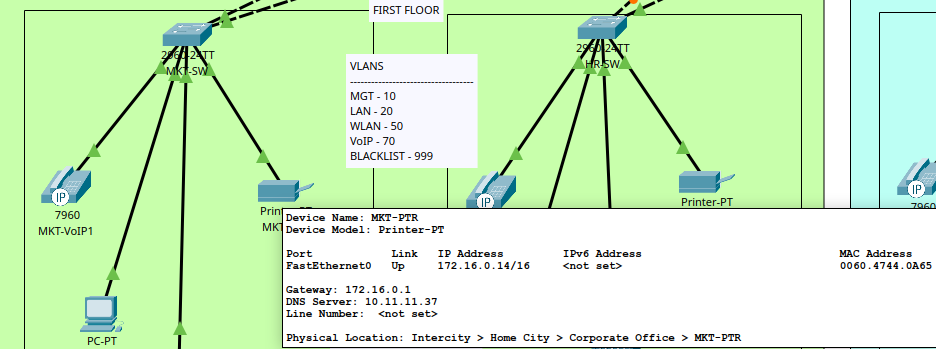 FIRST FLOOR
2960-24TT
MKT-SW
2960-24TT
HR-SW
VLANS
MGT - 10
LAN - 20
WLAN - 50
VoIP - 70
BLACKLIST - 999
IP
7960
MKT-VoIP1
IP
Printer-PT
IP
7960
PC-PT
Device Name: MKT-PTR
Device Model: Printer-PT
Port Link IP Address IPv6 Address MAC Address
FastEthernet0 Up 172.16.0.14/16 <not set> 0060.4744.0A65
Gateway: 172.16.0.1
DNS Server: 10.11.11.37
Line Number: <not set>
Physical Location: Intercity > Home City > Corporate Office > MKT-PTR